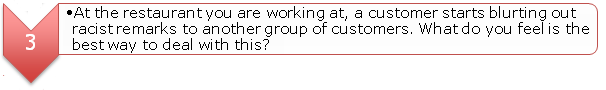 3
•At the restaurant you are working at, a customer starts blurting out
racist remarks to another group of customers. What do you feel is the
best way to deal with this?